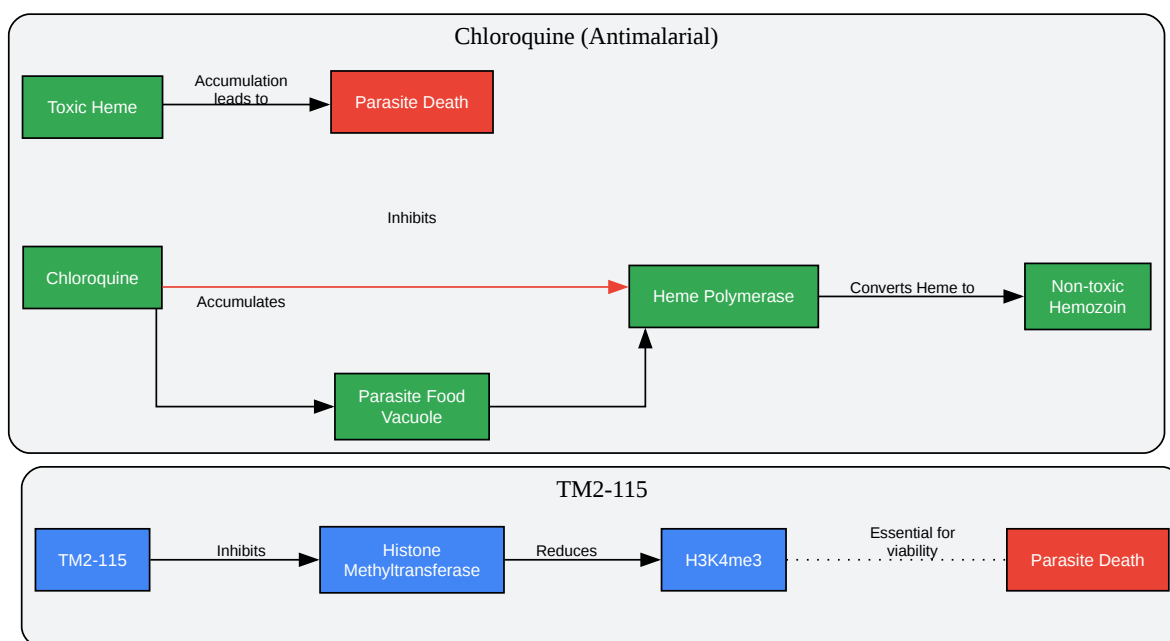 Chloroquine (Antimalarial)
Toxic Heme
Accumulation
leads to
Parasite Death
Inhibits
Chloroquine
Accumulates
Heme Polymerase
Converts Heme to
Non-toxic
Hemozoin
Parasite Food
Vacuole
TM2-115
TM2-115
Inhibits
Histone
Methyltransferase
Reduces
H3K4me3
Essential for
viability
Parasite Death